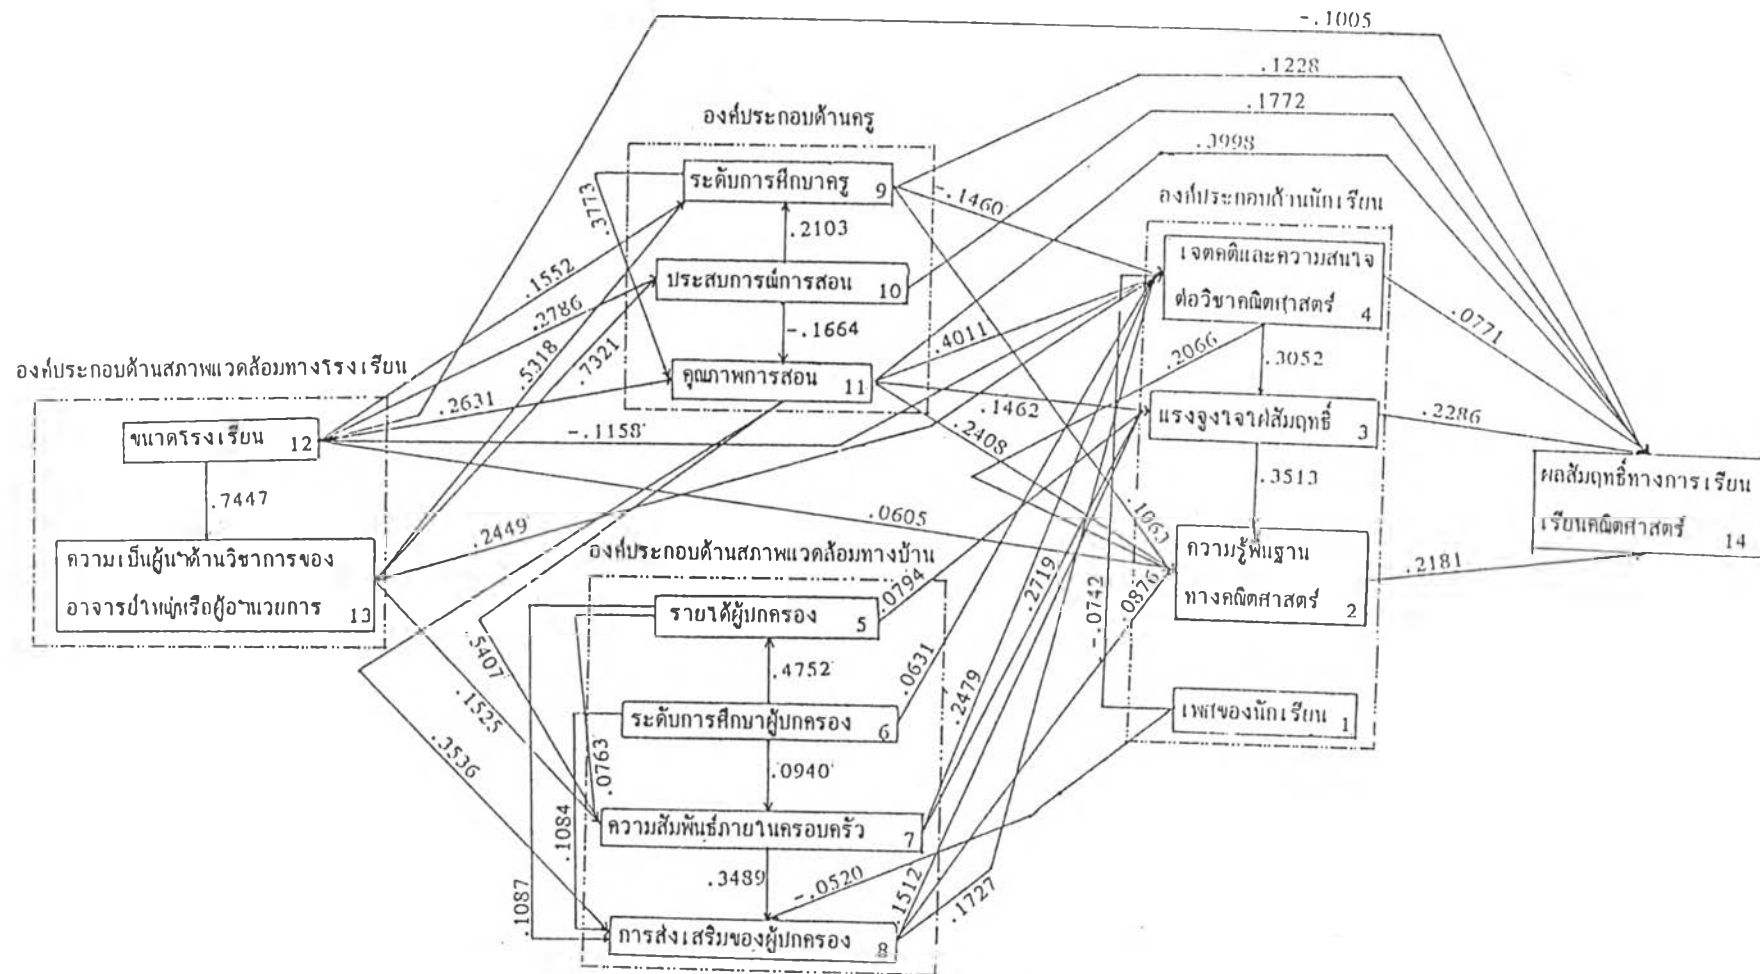 -.1005
.1228
.1772
.3998
องค์ประกอบด้านครู
ระดับการศึกษาครู 9
.3773
.2103
-.1460
องค์ประกอบด้านนักเรียน
ประสบการณ์การสอน 10
เจตคติและความสนใจ
ต่อวิชาคณิตศาสตร์ 4
.1552
.2786
-.1664
.4011
.2066
.3052
.0771
องค์ประกอบด้านสภาพแวดล้อมทางโรงเรียน
.5318
.7321
คุณภาพการสอน 11
.2631
.1462
แรงจูงใจใฝ่สัมฤทธิ์ 3
.2286
ขนาดโรงเรียน 12
-.1158
.2408
.7447
.3513
ผลสัมฤทธิ์ทางการเรียน
เรียนคณิตศาสตร์ 14
.0605
.1063
.2449
องค์ประกอบด้านสภาพแวดล้อมทางบ้าน
ความเป็นผู้นำด้านวิชาการของ
อาจารย์ใหญ่หรือผู้อำนวยการ 13
ความรู้พื้นฐาน
ทางคณิตศาสตร์ 2
.2181
.0794
.2719
.0876
รายได้ผู้ปกครอง 5
-.0742
.5407
.4752
.0631
.1525
ระดับการศึกษาผู้ปกครอง 6
.2479
เพศของนักเรียน 1
.3536
.0763
.0940
ความสัมพันธ์ภายในครอบครัว 7
.1084
.3489
-.0520
.1087
.1512
.1727
การส่งเสริมของผู้ปกครอง 8